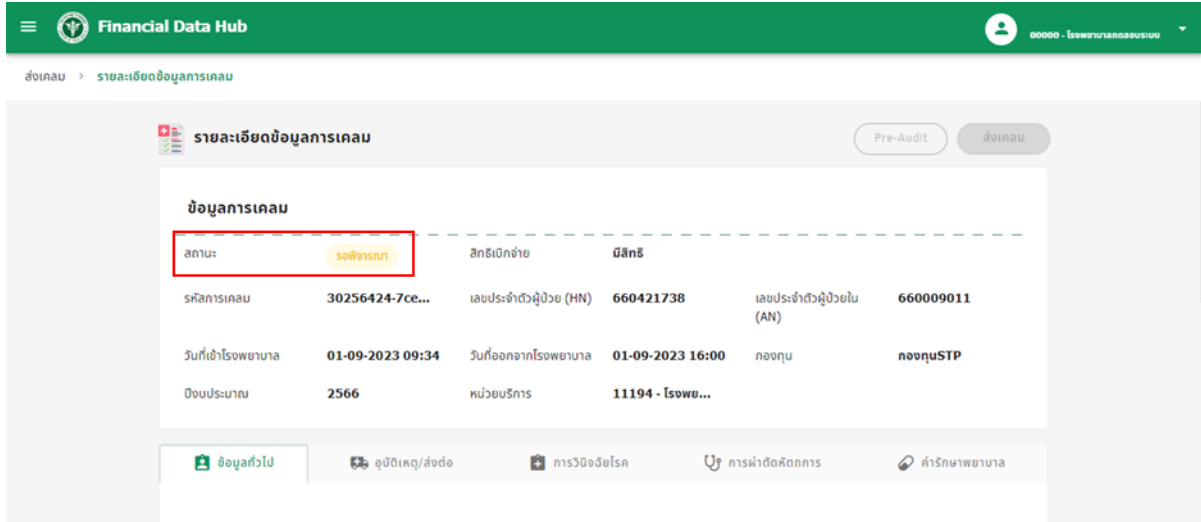 Financial Data Hub
00000 - โรงพยาบาลทดสอบระบบ
ส่งเคลม > รายละเอียดข้อมูลการเคลม
รายละเอียดข้อมูลการเคลม
Pre-Audit
ส่งเคลม
ข้อมูลการเคลม
สถานะ รอพิจารณา สิทธิเบิกจ่าย มีสิทธิ
รหัสการเคลม 30256424-7ce... เลขประจำตัวผู้ป่วย (HN) 660421738 เลขประจำตัวผู้ป่วยใน 660009011
(AN)
วันที่เข้าโรงพยาบาล 01-09-2023 09:34 วันที่ออกจากโรงพยาบาล 01-09-2023 16:00 กองทุน กองทุนSTP
ปีงบประมาณ 2566 หน่วยบริการ 11194 - โรงพย...
ข้อมูลทั่วไป อุบัติเหตุ/ส่งต่อ การวินิจฉัยโรค การผ่าตัดหัตถการ ค่ารักษาพยาบาล